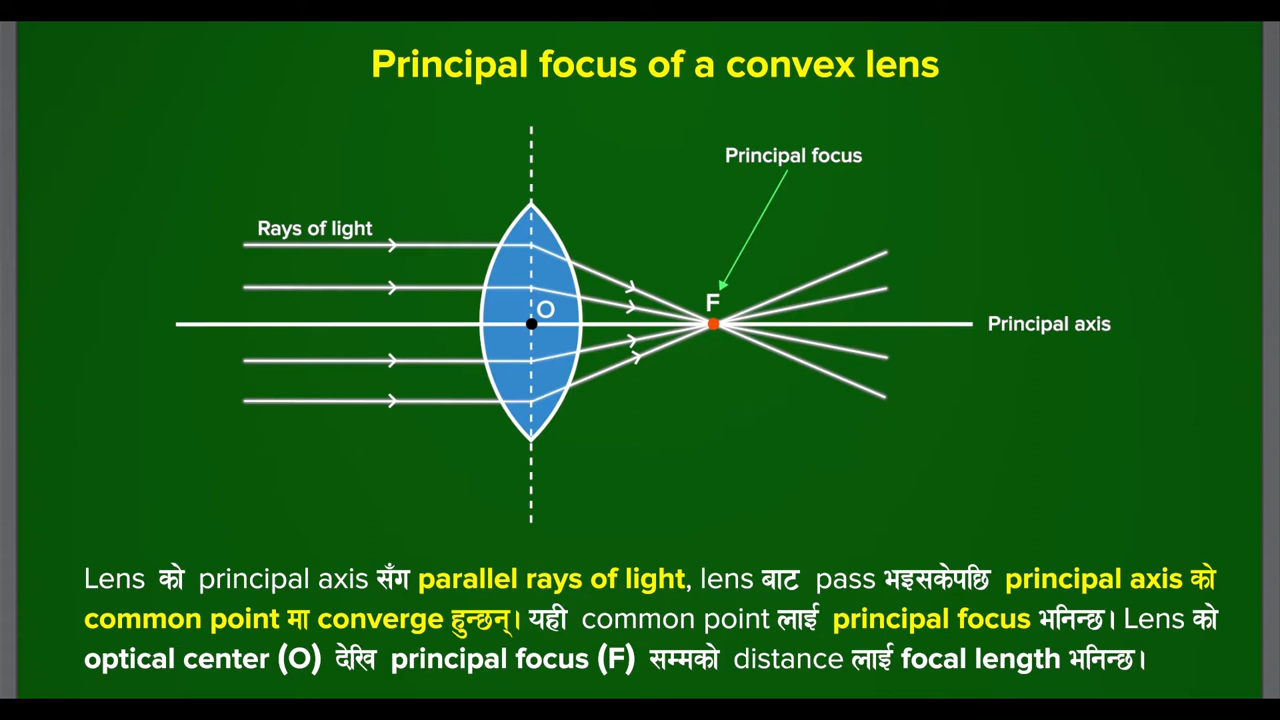 Principal focus of a convex lens
Principal focus
Rays of light
F
O
Principal axis
Lens को principal axis सँग parallel rays of light, lens बाट pass भइसकेपछि principal axis को
common point मा converge हुन्छन्। यही common point लाई principal focus भनिन्छ। Lens को
optical center (O) देखि principal focus (F) सम्मको distance लाई focal length भनिन्छ।